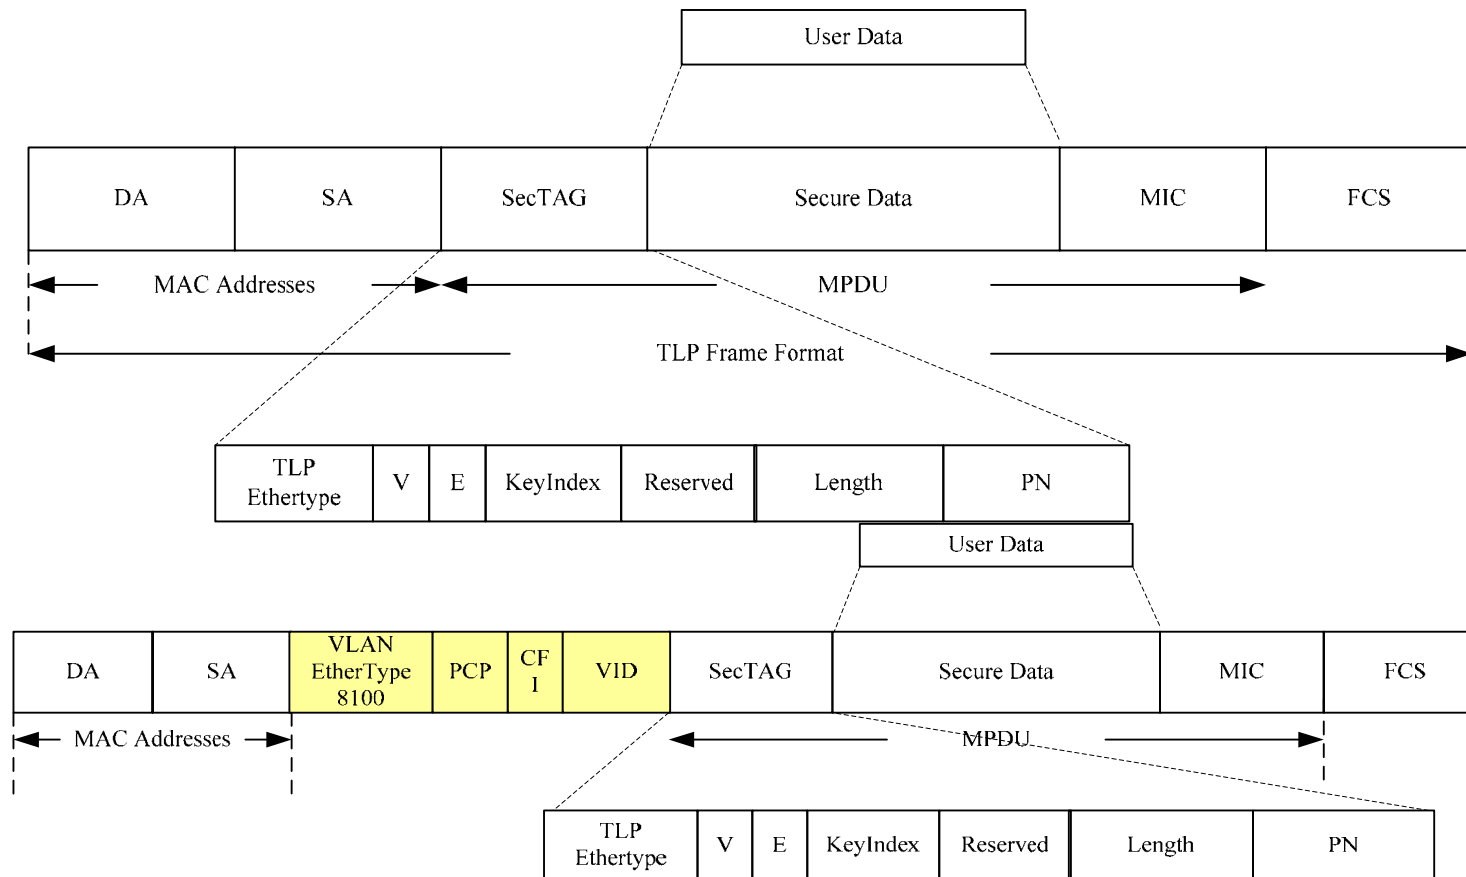 User Data
DA SA SecTAG Secure Data MIC FCS
MAC Addresses MPDU
TLP Frame Format
TLP
Ethertype V E KeyIndex Reserved Length PN
User Data
DA SA VLAN
EtherType
8100 PCP CF
I VID SecTAG Secure Data MIC FCS
MAC Addresses MPDU
TLP
Ethertype V E KeyIndex Reserved Length PN